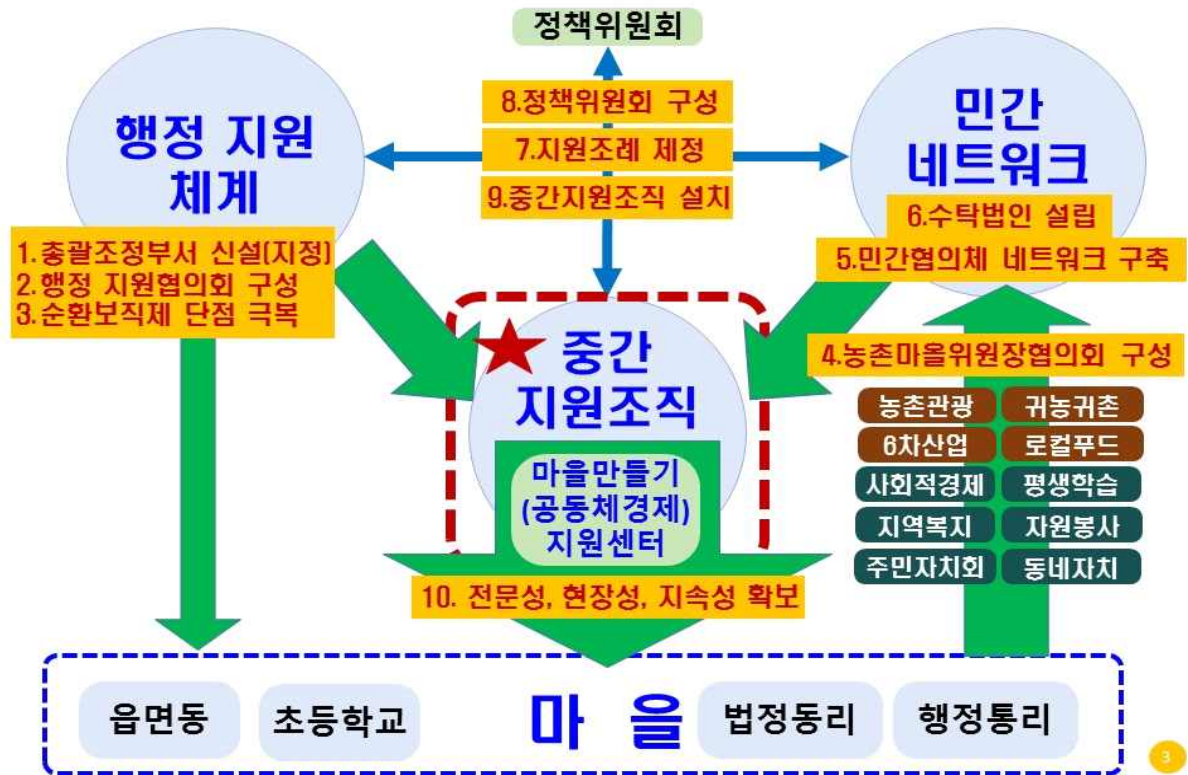 정책위원회
8.정책위원회 구성
7.지원조례 제정
9.중간지원조직 설치
행정 지원
체계
1.총괄조정부서 신설(지정)
2.행정 지원협의회 구성
3.순환보직제 단점 극복
민간
네트워크
6.수탁법인 설립
5.민간협의체 네트워크 구축
4.농촌마을위원장협의회 구성
농촌관광 귀농귀촌
6차산업 로컬푸드
사회적경제 평생학습
지역복지 자원봉사
주민자치회 동네자치
중간
지원조직
마을만들기
(공동체경제)
지원센터
10. 전문성, 현장성, 지속성 확보
읍면동 초등학교 마 을 법정동리 행정통리
3